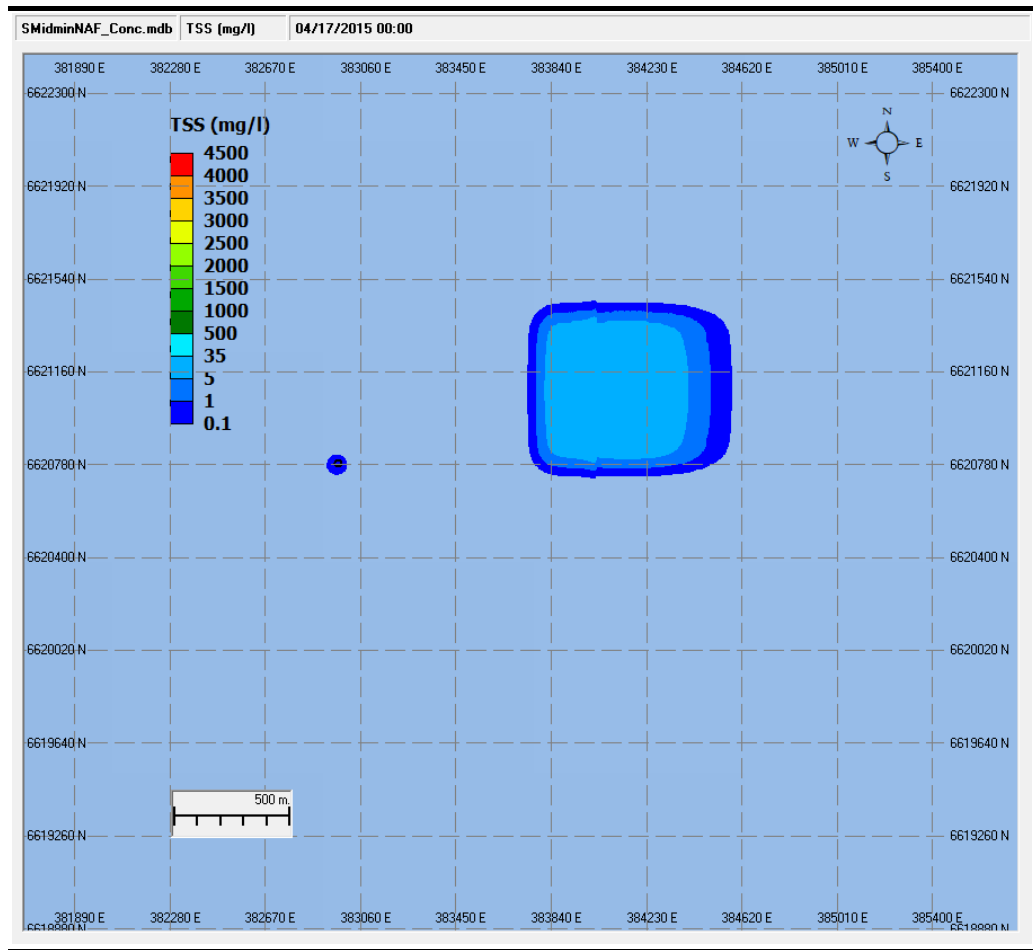 SMidminNAF_Conc.mdb TSS (mg/l) 04/17/2015 00:00
381890 E 382280 E 382670 E 383060 E 383450 E 383840 E 384230 E 384620 E 385010 E 385400 E
6622300 N 6622300 N
N
TSS (mg/l)
W E
4500
S
4000
6621920 N 6621920 N
3500
3000
2500
2000
6621540 N 6621540 N
1500
1000
500
35
6621160 N 6621160 N
5
1
0.1
6620780 N 6620780 N
6620400 N 6620400 N
6620020 N 6620020 N
6619640 N 6619640 N
500 m.
6619260 N 6619260 N
381890 E 382280 E 382670 E 383060 E 383450 E 383840 E 384230 E 384620 E 385010 E 385400 E
6618880 N 6618880 N